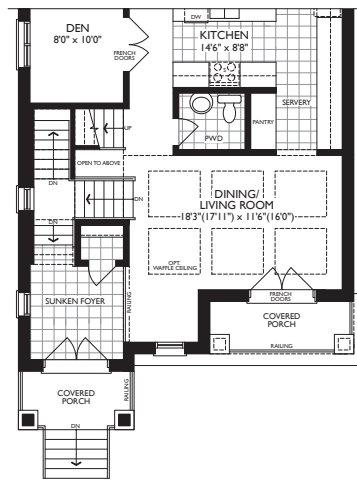 DW
DEN
8'0" x 10'0"
FRENCH
DOORS
KITCHEN
14'6" x 8'8"
SERVERY
PANTRY
UP
PWD
OPEN TO ABOVE
DN
DN
DN
DINING/
LIVING ROOM
18'3"(17'11") x 11'6"(16'0")
OPT.
WAFFLE CEILING
SUNKEN FOYER
RAILING
FRENCH
DOORS
COVERED
PORCH
RAILING
COVERED
PORCH
RAILING
DN